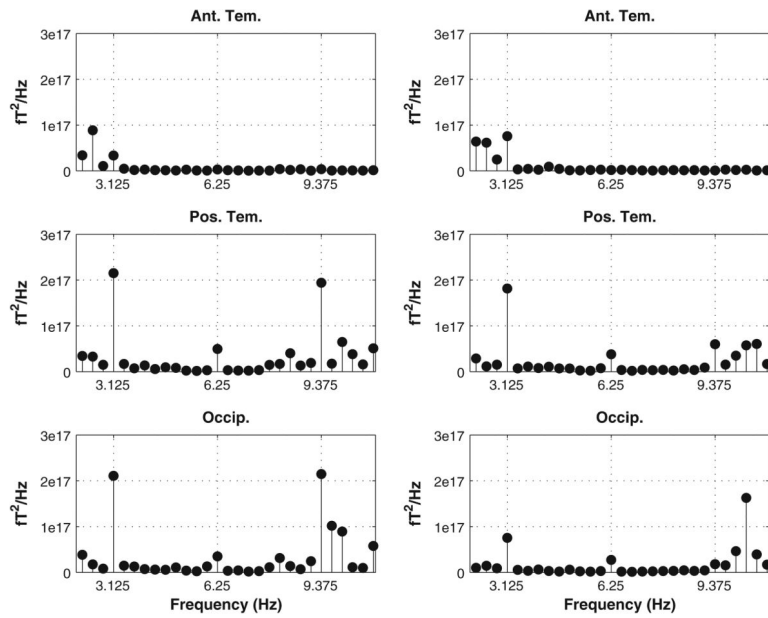 Ant. Tem.
3e17
2e17
1e17
0
fT²/Hz
3.125 6.25 9.375
Ant. Tem.
3e17
2e17
1e17
0
fT²/Hz
3.125 6.25 9.375
Pos. Tem.
3e17
2e17
1e17
0
fT²/Hz
3.125 6.25 9.375
Pos. Tem.
3e17
2e17
1e17
0
fT²/Hz
3.125 6.25 9.375
Occip.
3e17
2e17
1e17
0
fT²/Hz
3.125 6.25 9.375
Frequency (Hz)
Occip.
3e17
2e17
1e17
0
fT²/Hz
3.125 6.25 9.375
Frequency (Hz)